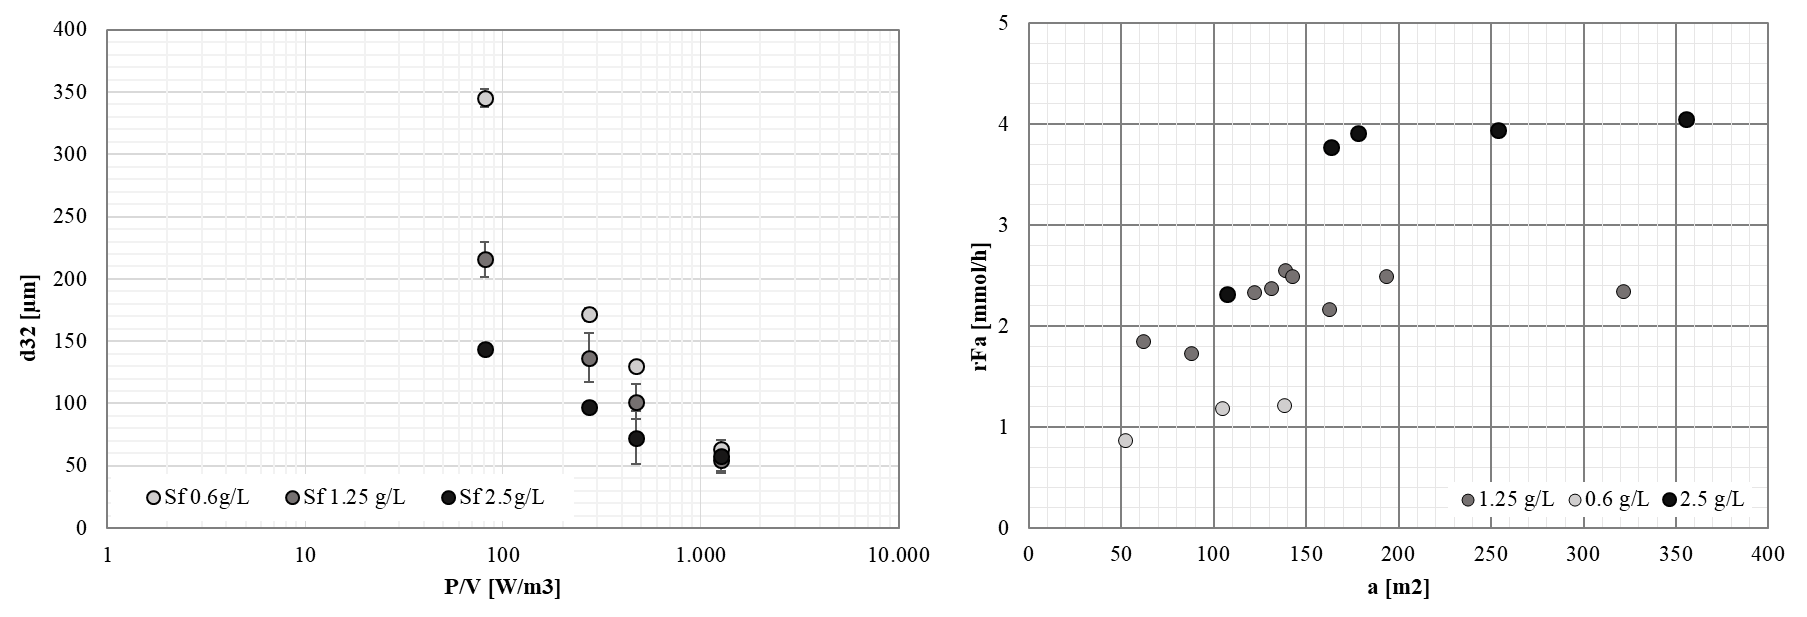 400
350
300
250
200
150
100
50
0
d32 [µm]
Sf 0.6g/L
Sf 1.25 g/L
Sf 2.5g/L
1
10
100
1.000
10.000
P/V [W/m3]
5
4
3
2
1
0
rFa [mmol/h]
1.25 g/L
0.6 g/L
2.5 g/L
0
50
100
150
200
250
300
350
400
a [m2]